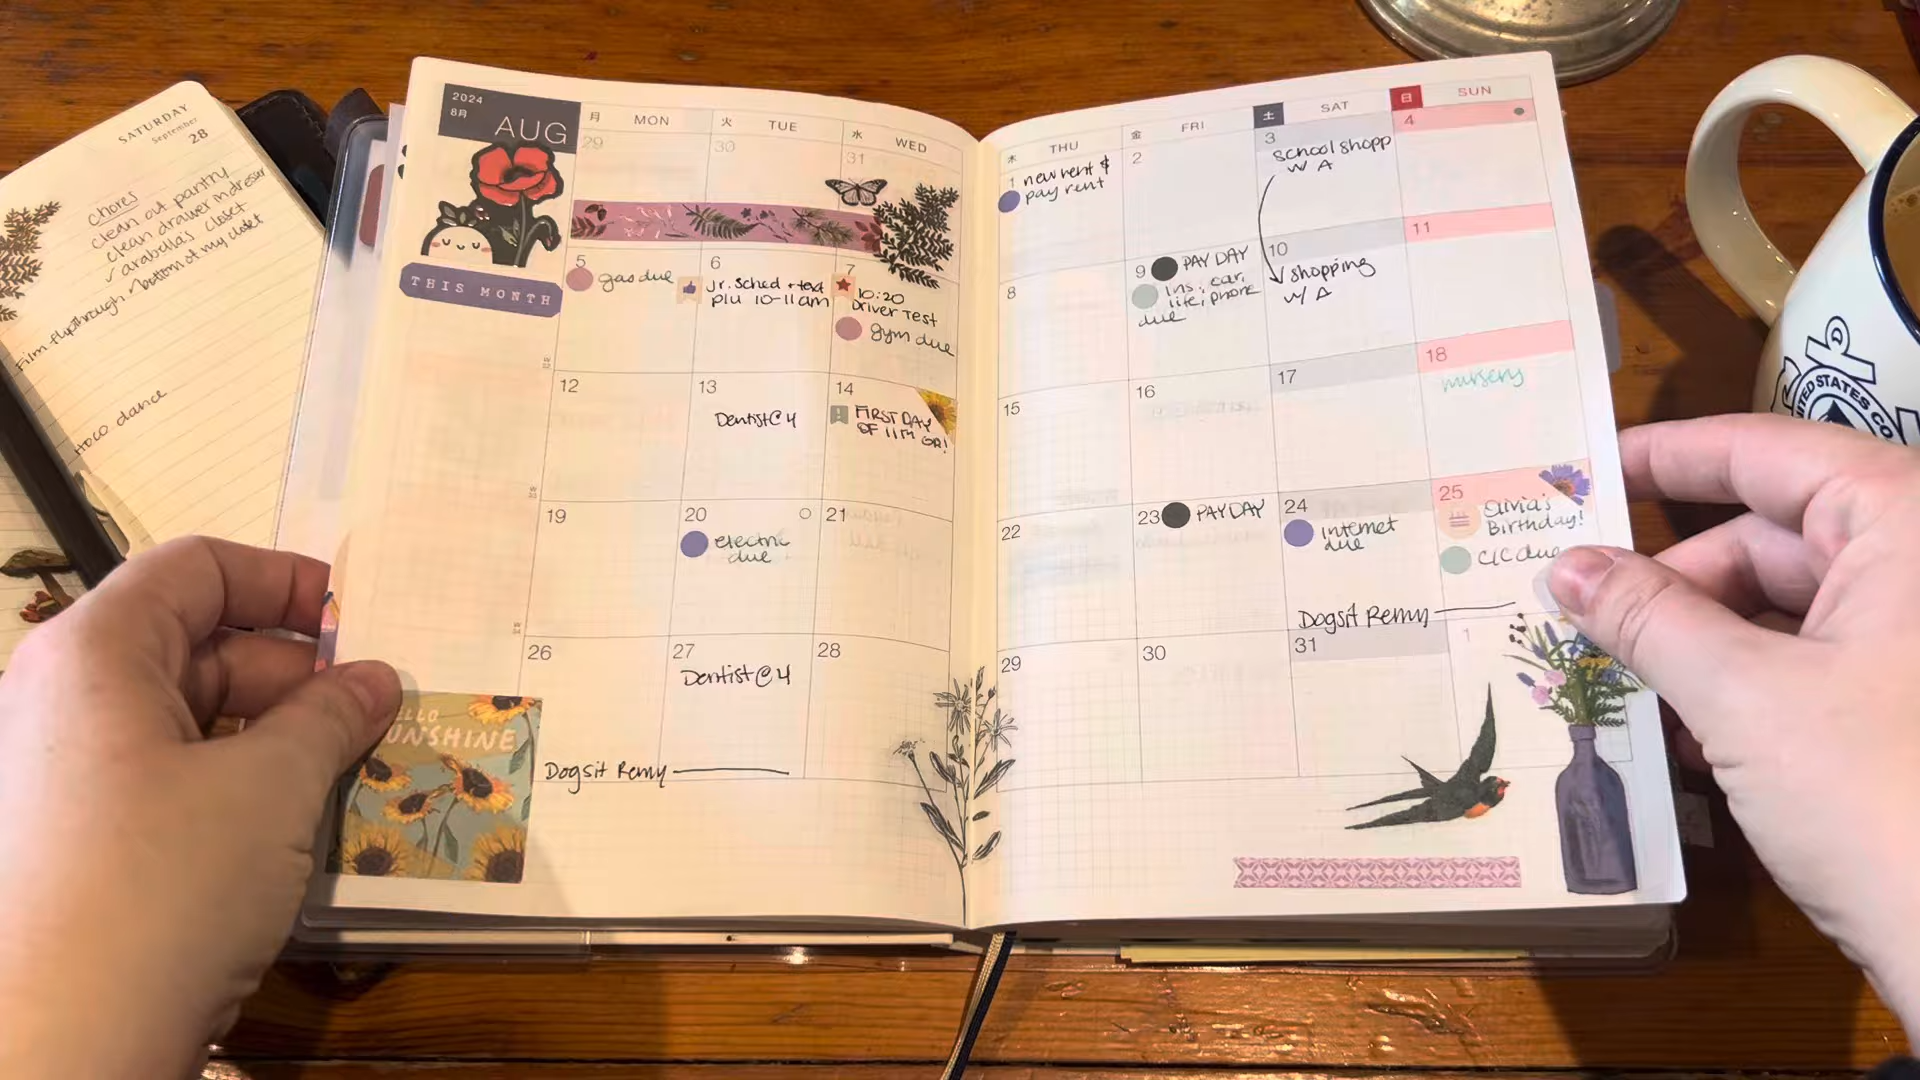 SATURDAY
September
28
chores
clean out pantry
clean drawer in dresser
✓ arabella's closet
bottom of my closet
Film flipthrough
Hoco dance
2024
8月
AUG
THIS MONTH
月 MON
火 TUE
水 WED
木 THU
金 FRI
土 SAT
日 SUN
29
30
31
1 new rent &
pay rent
2
3
school shopp
w A
4
5 gas due
6
Jr. Sched + text
plu 10-11am
7
10:20
Driver Test
gym due
8
9 PAY DAY
ins, car,
life, phone
due
10
shopping
w/ A
11
12
13
Dentist@4
14
FIRST DAY
OF 11TH GR!
15
16
17
18
nursery
19
20
electric
due
21
22
23 PAYDAY
24
internet
due
25
Olivia's
Birthday!
C/C due
Dogsit Remy
26
27
Dentist@4
28
Dogsit Remy
29
30
31
1
ELLO
UNSHINE
UNITED STATES CO